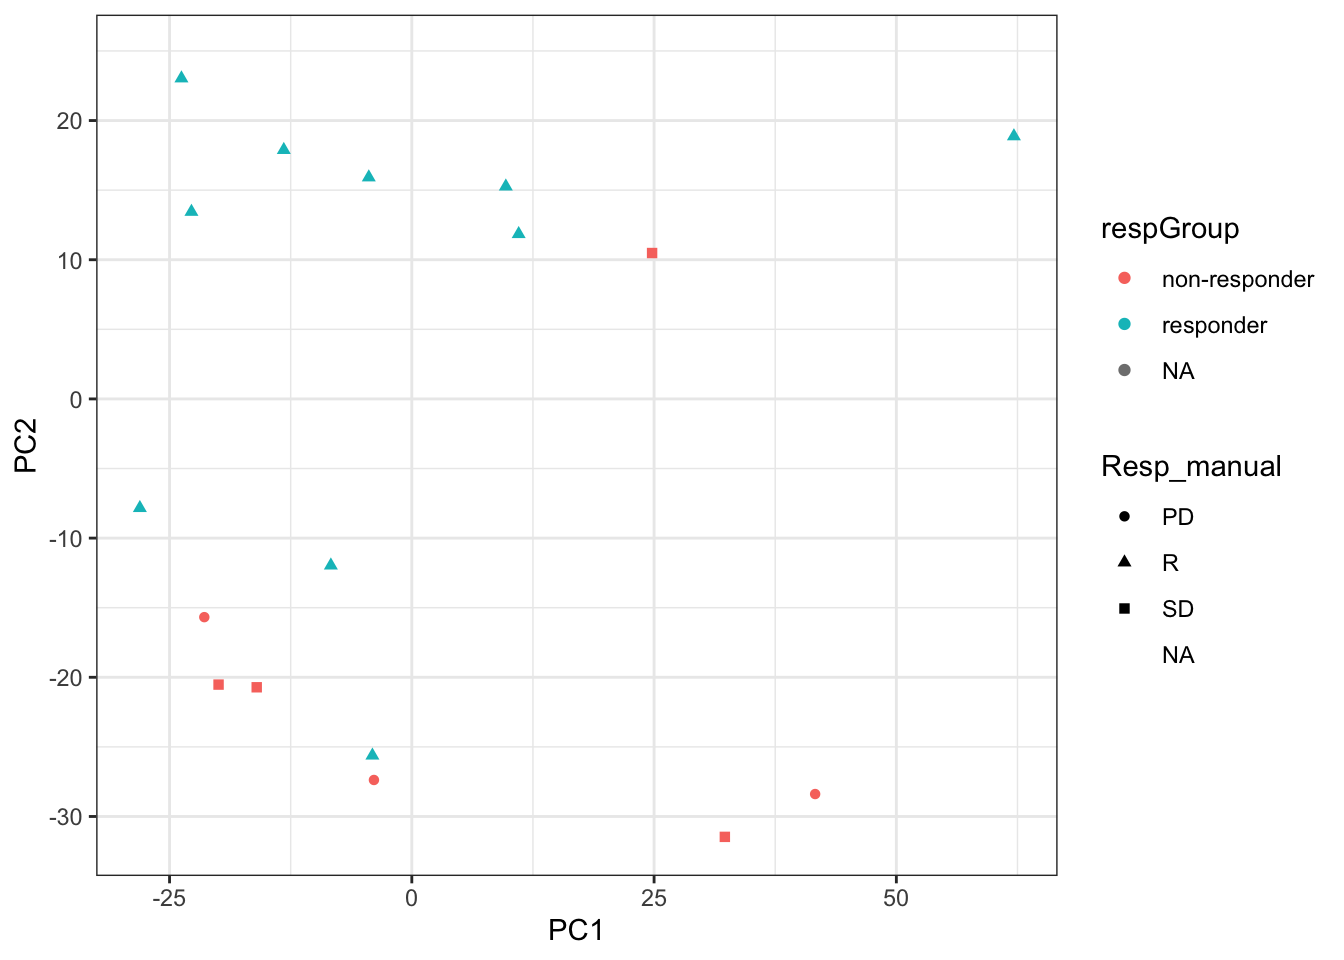 20
10
0
-10
-20
-30
PC2
-25
0
25
50
PC1
respGroup
non-responder
responder
NA
Resp_manual
PD
R
SD
NA